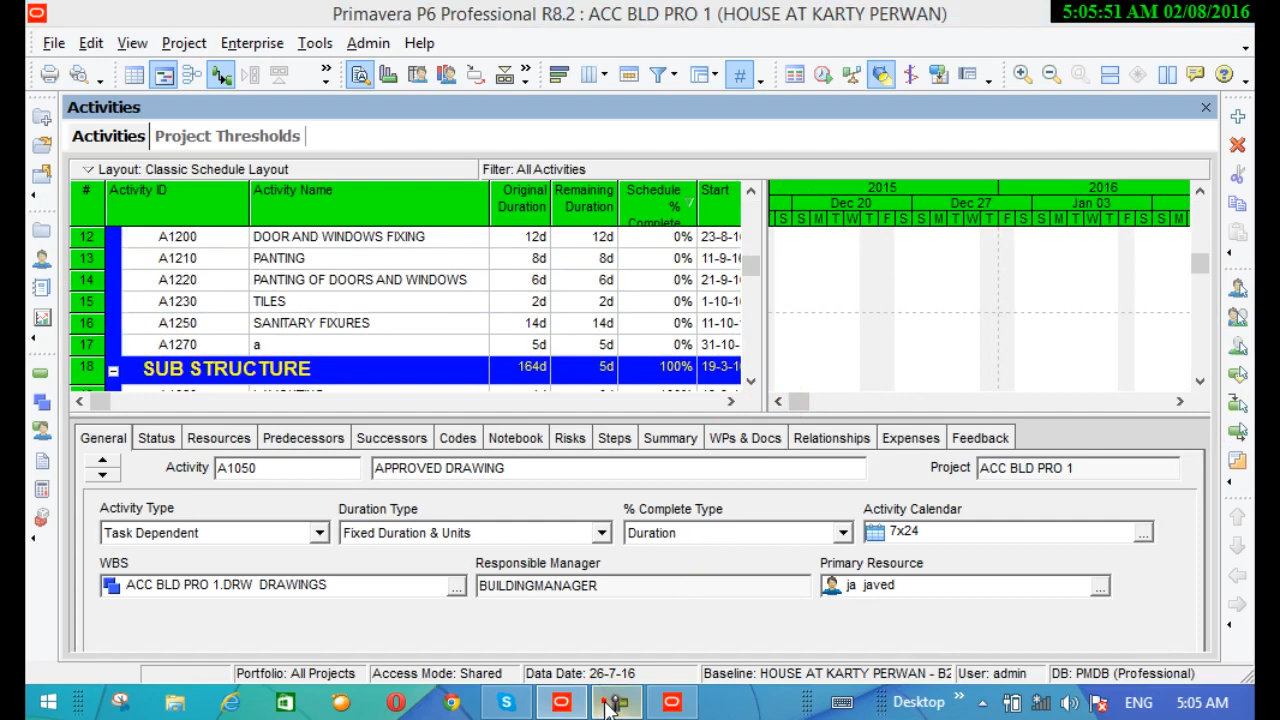 Primavera P6 Professional R8.2 : ACC BLD PRO 1 (HOUSE AT KARTY PERWAN)
5:05:51 AM 02/08/2016
File Edit View Project Enterprise Tools Admin Help
Activities
Activities Project Thresholds
Layout: Classic Schedule Layout Filter: All Activities
# Activity ID Activity Name Original Duration Remaining Duration Schedule % Complete Start 2015 2016
Dec 20 Dec 27 Jan 03
S S M T W T F S S M T W T F S S M T W T F S S M
12 A1200 DOOR AND WINDOWS FIXING 12d 12d 0% 23-8-1
13 A1210 PANTING 8d 8d 0% 11-9-1
14 A1220 PANTING OF DOORS AND WINDOWS 6d 6d 0% 21-9-1
15 A1230 TILES 2d 2d 0% 1-10-1
16 A1250 SANITARY FIXURES 14d 14d 0% 11-10-
17 A1270 a 5d 5d 0% 31-10-
18 SUB STRUCTURE 164d 5d 100% 19-3-1
General Status Resources Predecessors Successors Codes Notebook Risks Steps Summary WPs & Docs Relationships Expenses Feedback
Activity A1050 APPROVED DRAWING Project ACC BLD PRO 1
Activity Type Duration Type % Complete Type Activity Calendar
Task Dependent Fixed Duration & Units Duration 7x24
WBS Responsible Manager Primary Resource
ACC BLD PRO 1.DRW DRAWINGS BUILDINGMANAGER ja javed
Portfolio: All Projects Access Mode: Shared Data Date: 26-7-16 Baseline: HOUSE AT KARTY PERWAN - B2 User: admin DB: PMDB (Professional)
Desktop ENG 5:05 AM